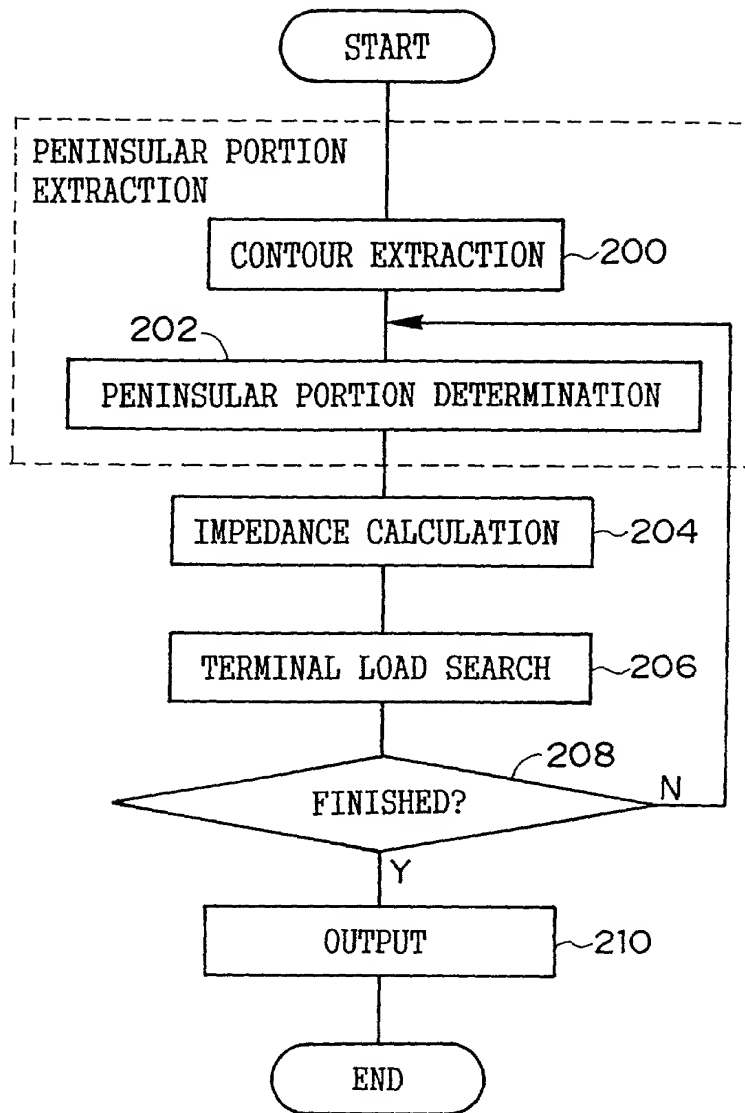 START
PENINSULAR PORTION
EXTRACTION
CONTOUR EXTRACTION
200
202
PENINSULAR PORTION DETERMINATION
IMPEDANCE CALCULATION
204
TERMINAL LOAD SEARCH
206
208
FINISHED?
N
Y
OUTPUT
210
END